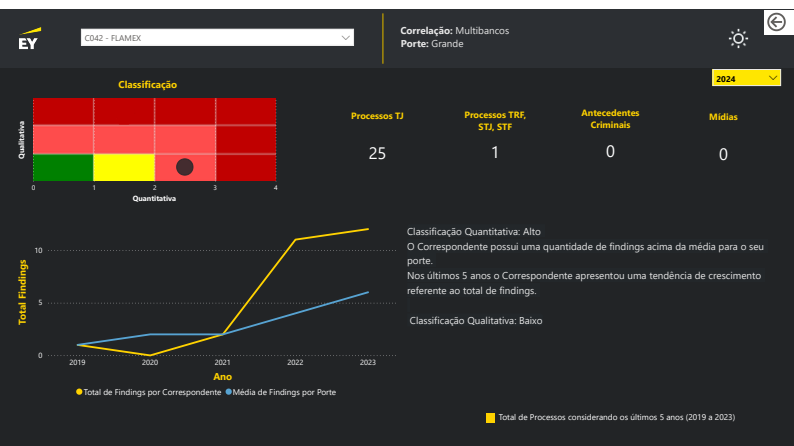 EY
C042 - FLAMEX
Correlação: Multibancos
Porte: Grande
2024
Classificação
Qualitativa
0 1 2 3 4
Quantitativa
Processos TJ
25
Processos TRF,
STJ, STF
1
Antecedentes
Criminais
0
Mídias
0
Total Findings
10
5
0
2019 2020 2021 2022 2023
Ano
Total de Findings por Correspondente Média de Findings por Porte
Classificação Quantitativa: Alto
O Correspondente possui uma quantidade de findings acima da média para o seu
porte.
Nos últimos 5 anos o Correspondente apresentou uma tendência de crescimento
referente ao total de findings.
Classificação Qualitativa: Baixo
Total de Processos considerando os últimos 5 anos (2019 a 2023)